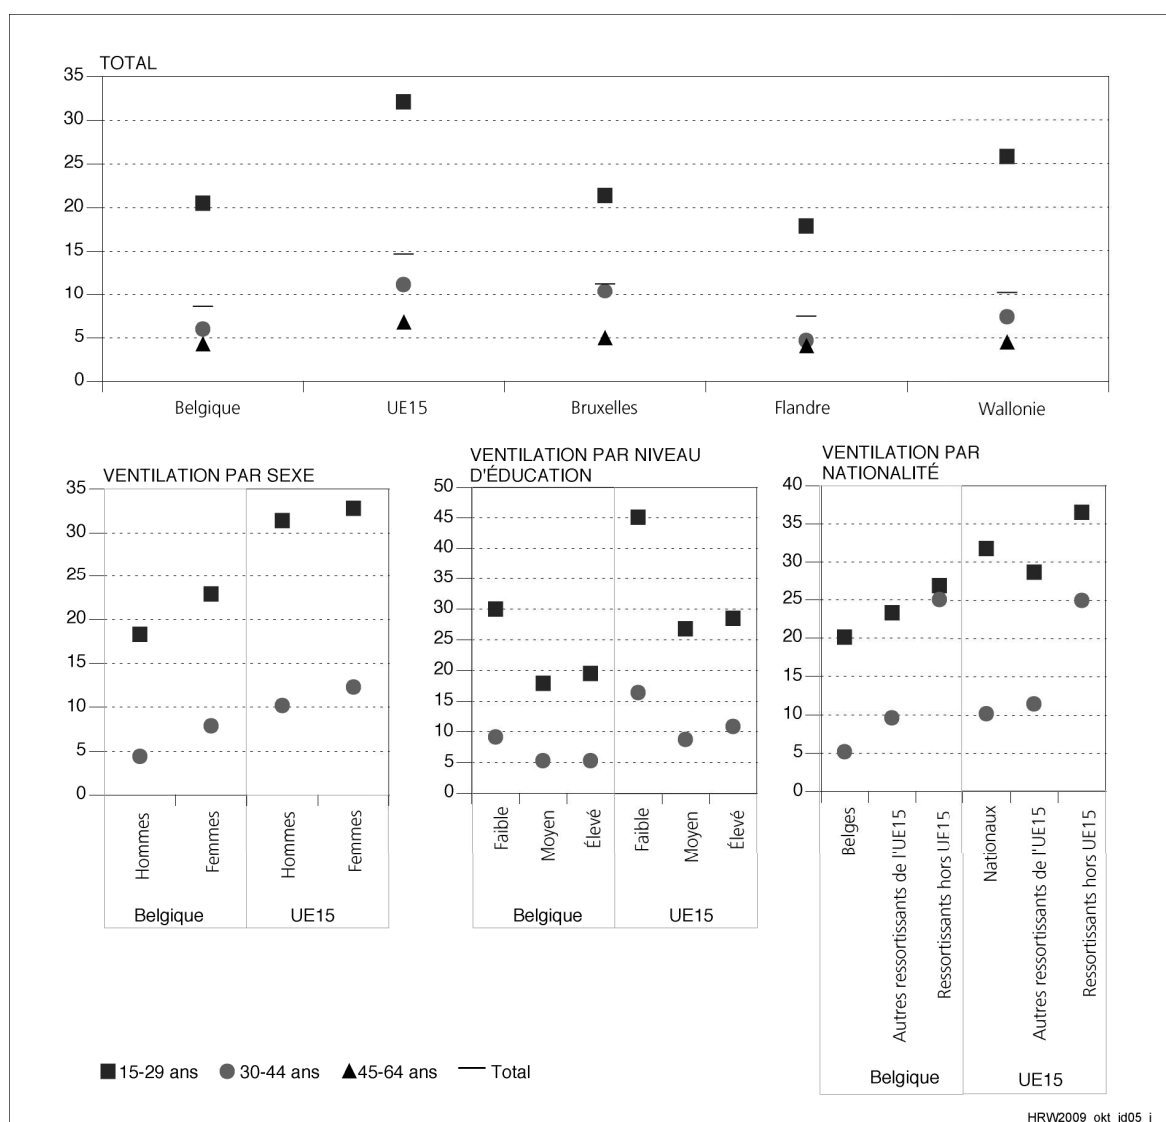 TOTAL
35
30
25
20
15
10
5
0
Belgique UE15 Bruxelles Flandre Wallonie
VENTILATION PAR SEXE
35
30
25
20
15
10
5
0
Hommes
Femmes
Hommes
Femmes
Belgique UE15
VENTILATION PAR NIVEAU
D'ÉDUCATION
50
45
40
35
30
25
20
15
10
5
0
Faible
Moyen
Élevé
Faible
Moyen
Élevé
Belgique UE15
VENTILATION PAR
NATIONALITÉ
40
35
30
25
20
15
10
5
0
Belges
Autres ressortissants de l'UE15
Ressortissants hors UE15
Nationaux
Autres ressortissants de l'UE15
Ressortissants hors UE15
Belgique UE15
15-29 ans 30-44 ans 45-64 ans Total
HRW2009_okt_id05_i